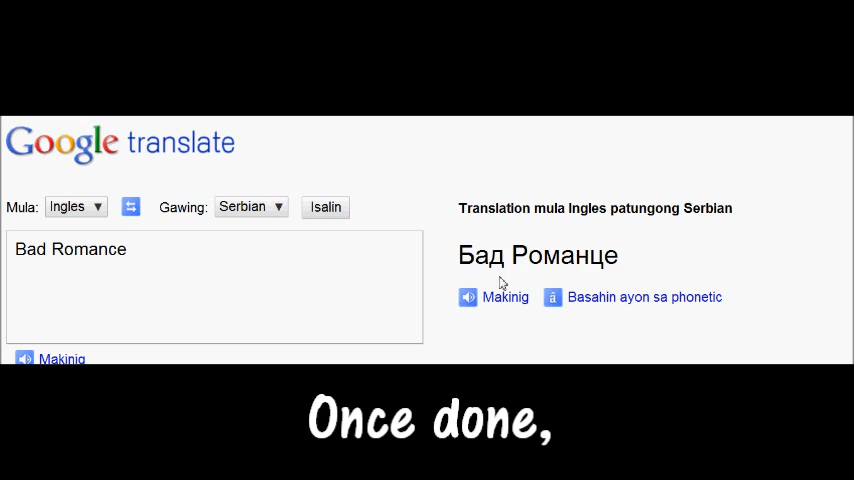 Google translate
Mula: Ingles Gawing: Serbian Isalin
Translation mula Ingles patungong Serbian
Bad Romance
Бад Романце
Makinig â Basahin ayon sa phonetic
Makinig
Once done,